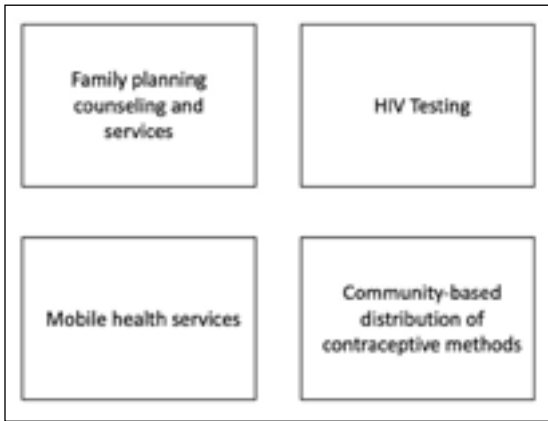 Family planning
counseling and
services
HIV Testing
Mobile health services
Community-based
distribution of
contraceptive methods